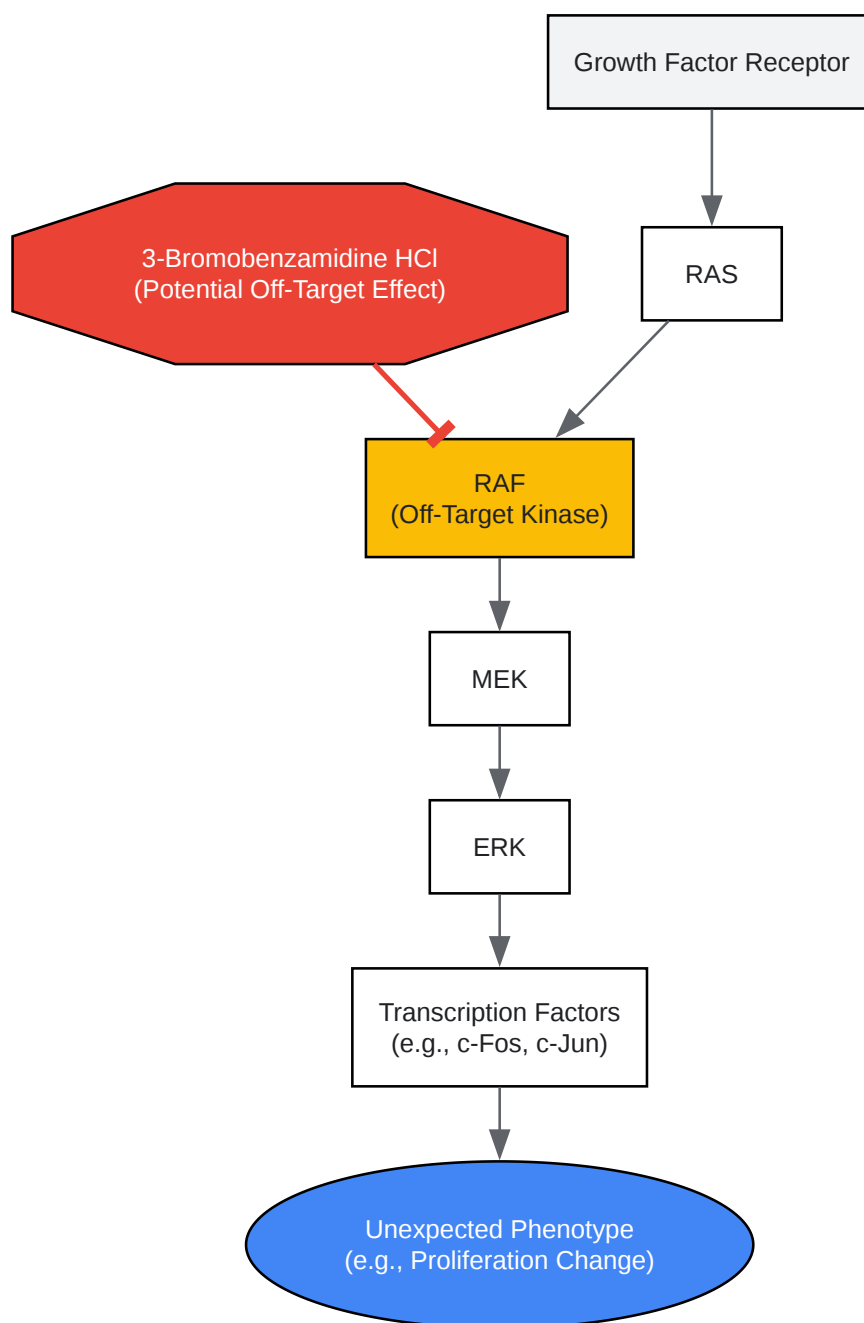 Growth Factor Receptor
3-Bromobenzamidine HCl
(Potential Off-Target Effect)
RAS
RAF
(Off-Target Kinase)
MEK
ERK
Transcription Factors
(e.g., c-Fos, c-Jun)
Unexpected Phenotype
(e.g., Proliferation Change)